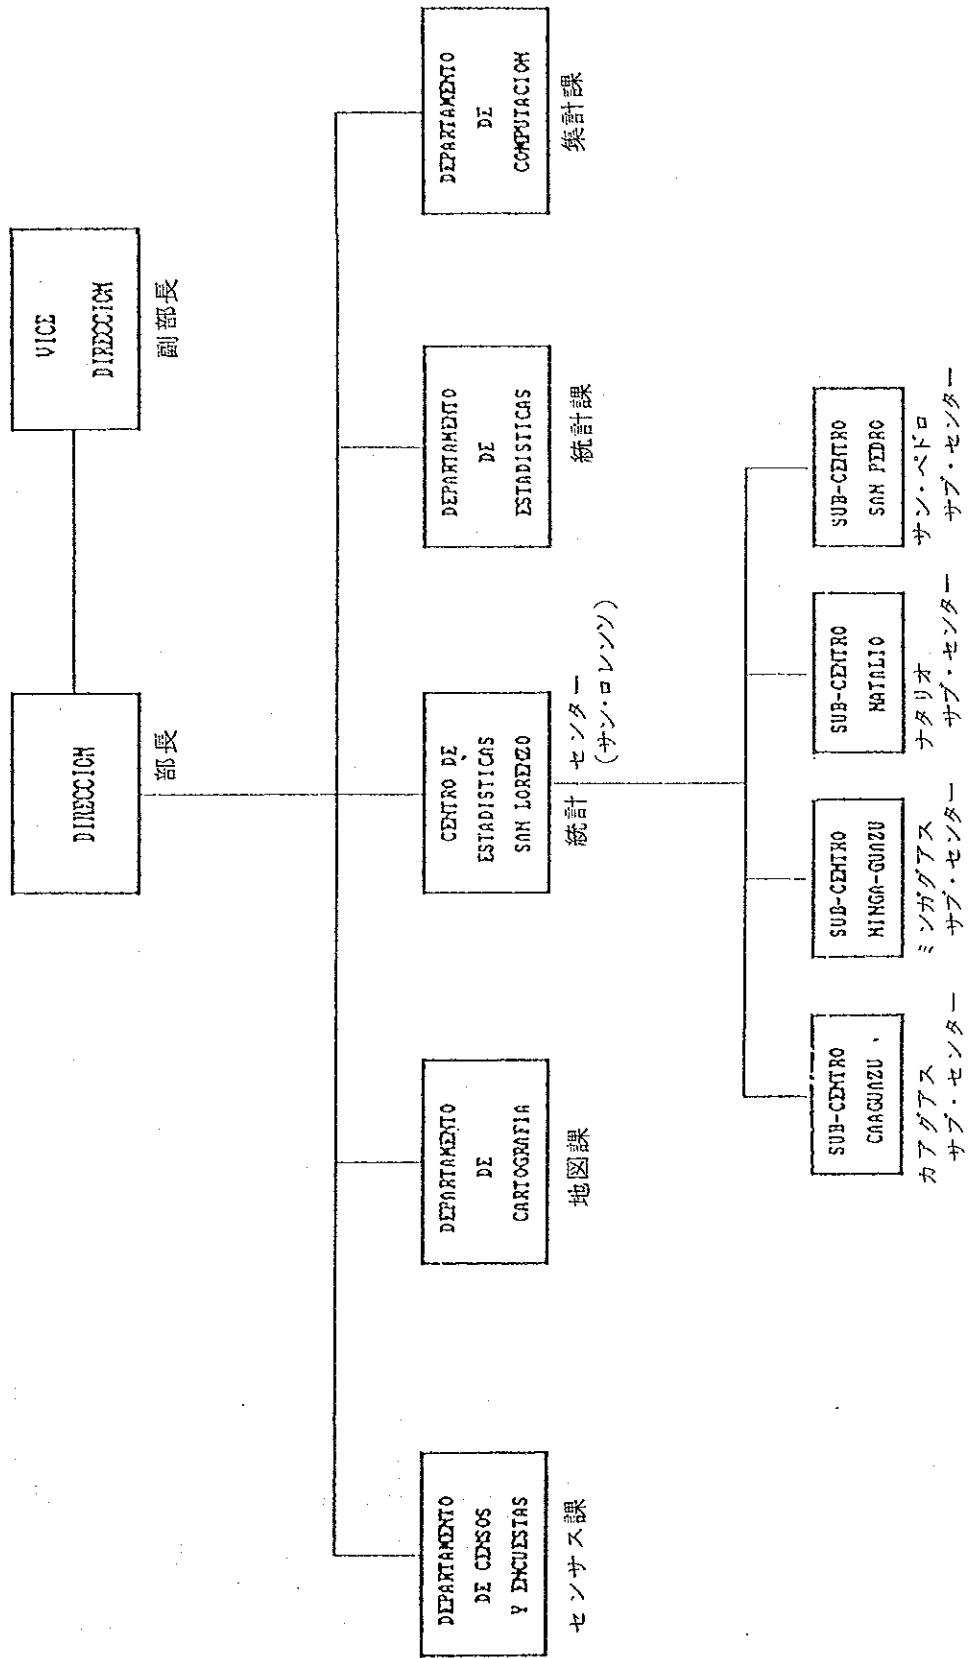 DIRECCION
部長
VICE
DIRECCION
副部長
DEPARTAMENTO
DE CENSOS
Y ENCUESTAS
センサス課
DEPARTAMENTO
DE
CARTOGRAFIA
地図課
CENTRO DE
ESTADISTICAS
SAN LORENZO
統計 センター
(サン・ロレンソ)
DEPARTAMENTO
DE
ESTADISTICAS
統計課
DEPARTAMENTO
DE
COMPUTACION
集計課
SUB-CENTRO
CAAGUAZU
カアグアス
サブ・センター
SUB-CENTRO
MINGA-GUAZU
ミンガグアス
サブ・センター
SUB-CENTRO
NATALIO
ナタリオ
サブ・センター
SUB-CENTRO
SAN PEDRO
サン・ペドロ
サブ・センター